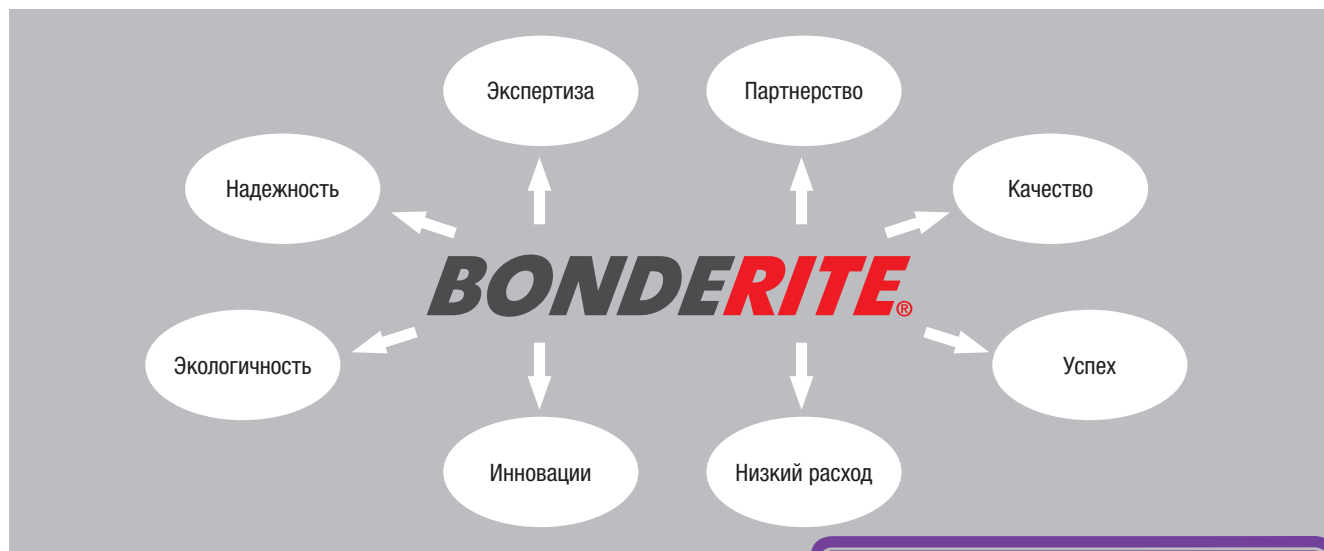 Экспертиза
Партнерство
Надежность
Качество
BONDERITE®
Экологичность
Успех
Инновации
Низкий расход